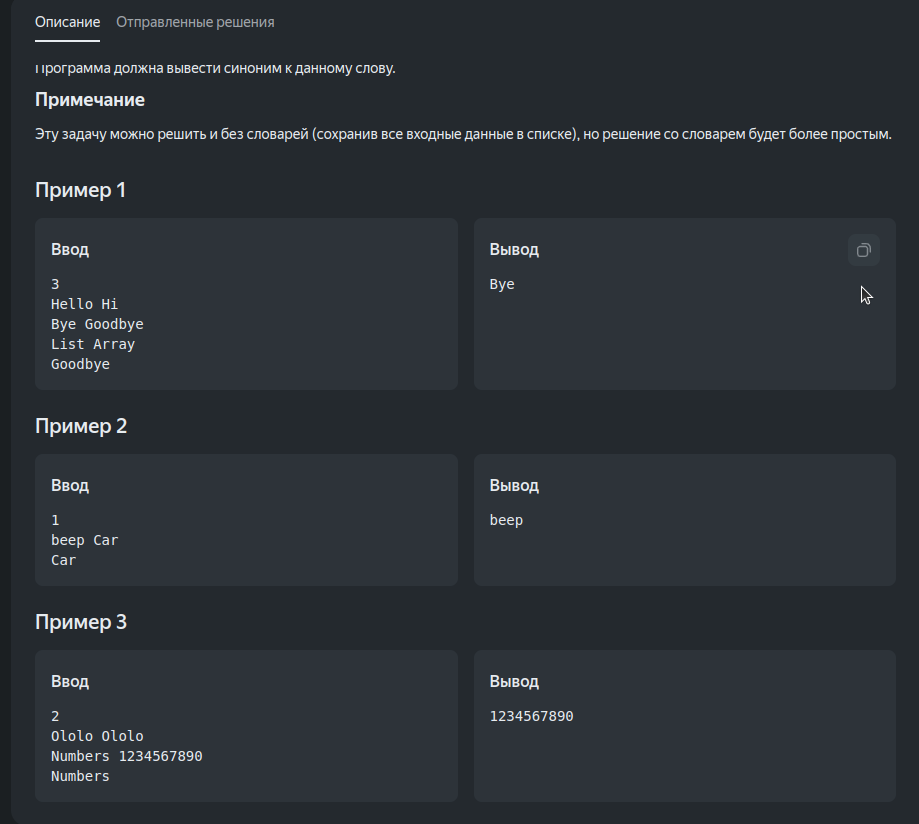 Описание Отправленные решения
Программа должна вывести синоним к данному слову.
Примечание
Эту задачу можно решить и без словарей (сохранив все входные данные в списке), но решение со словарем будет более простым.
Пример 1
Ввод
3
Hello Hi
Bye Goodbye
List Array
Goodbye
Вывод
Bye
Пример 2
Ввод
1
beep Car
Car
Вывод
beep
Пример 3
Ввод
2
Ololo Ololo
Numbers 1234567890
Numbers
Вывод
1234567890